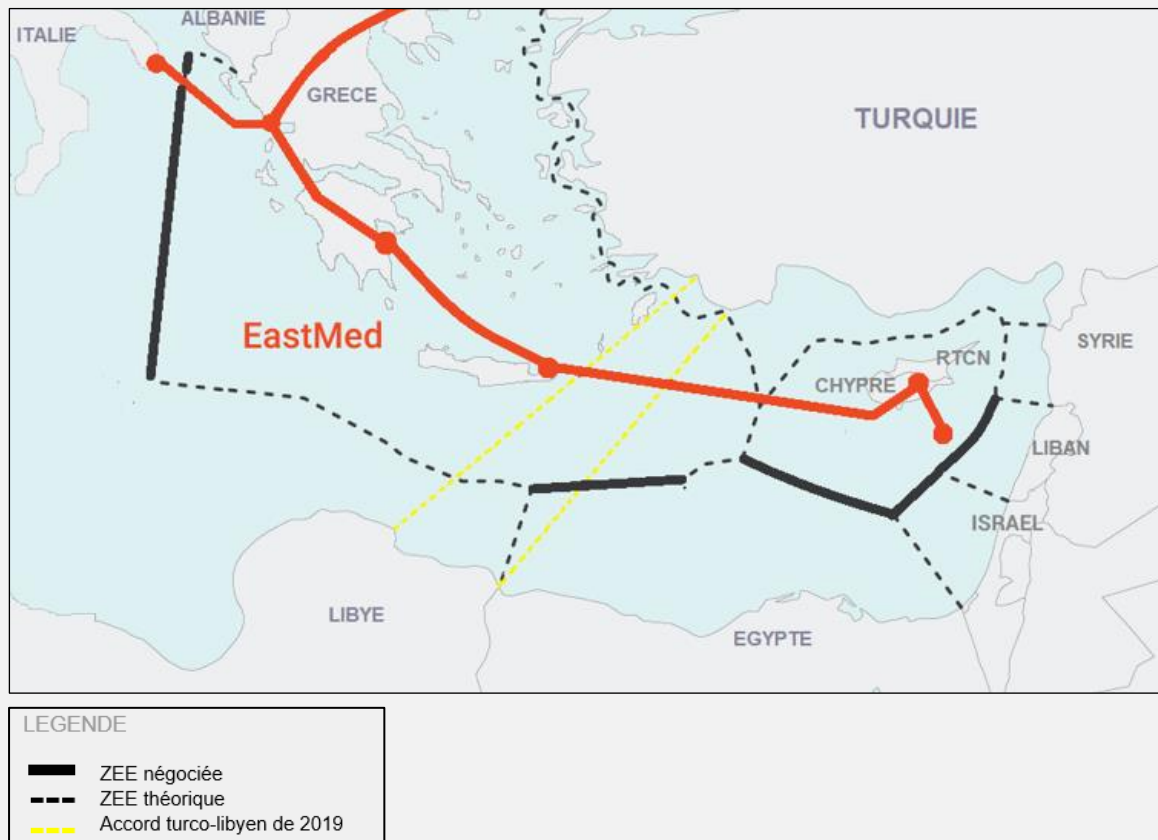 ALBANIE
ITALIE
GRECE
TURQUIE
EastMed
SYRIE
RTCN
CHYPRE
LIBAN
ISRAEL
LIBYE
EGYPTE
LEGENDE
ZEE négociée
ZEE théorique
Accord turco-libyen de 2019